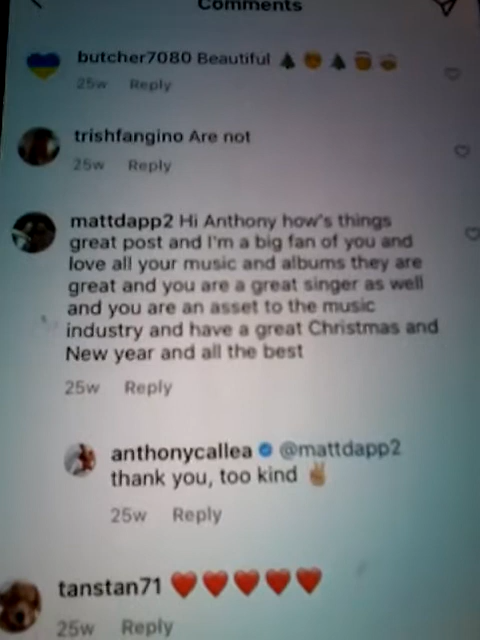 Comments
butcher7080 Beautiful 🌲 🎅 🌲 🎅 🎅
25w Reply
trishfangino Are not
25w Reply
mattdapp2 Hi Anthony how's things
great post and I'm a big fan of you and
love all your music and albums they are
great and you are a great singer as well
and you are an asset to the music
industry and have a great Christmas and
New year and all the best
25w Reply
anthonycallea @mattdapp2
thank you, too kind ✌🏽
25w Reply
tanstan71 ❤️❤️❤️❤️❤️
25w Reply